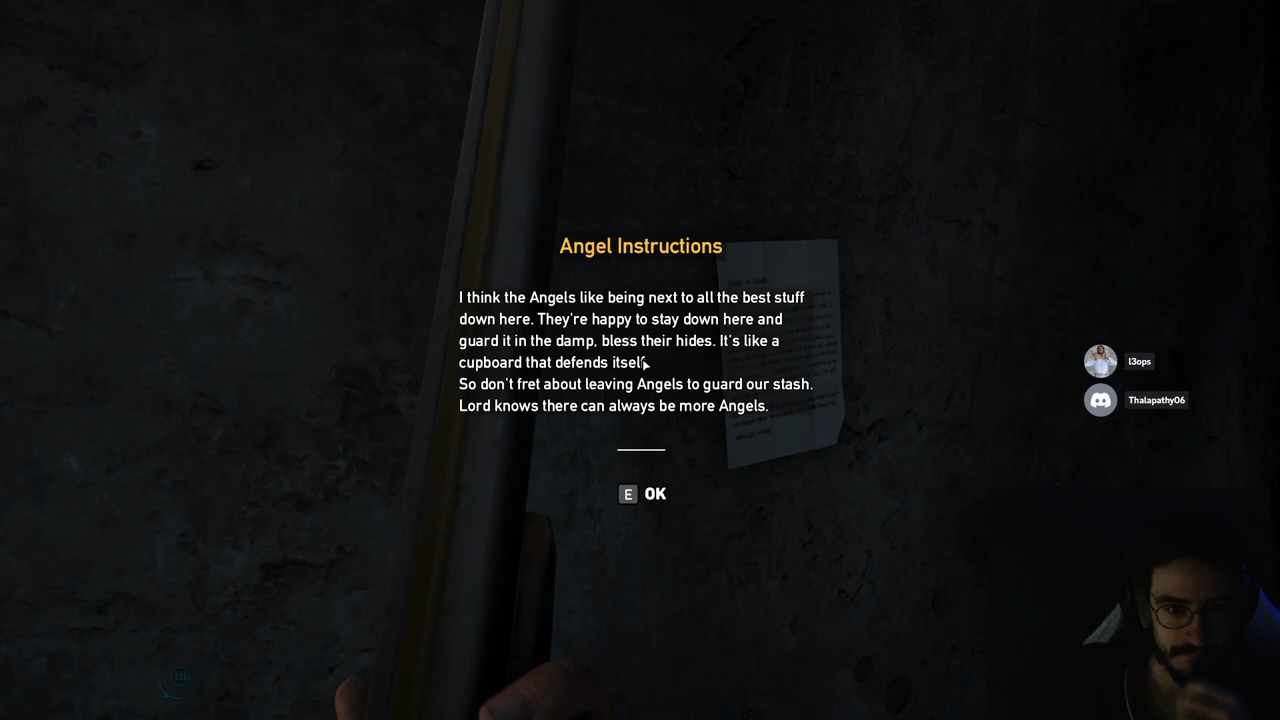 Angel Instructions
I think the Angels like being next to all the best stuff
down here. They're happy to stay down here and
guard it in the damp, bless their hides. It's like a
cupboard that defends itself.
So don't fret about leaving Angels to guard our stash.
Lord knows there can always be more Angels.
E OK
l3ops
Thalapathy06